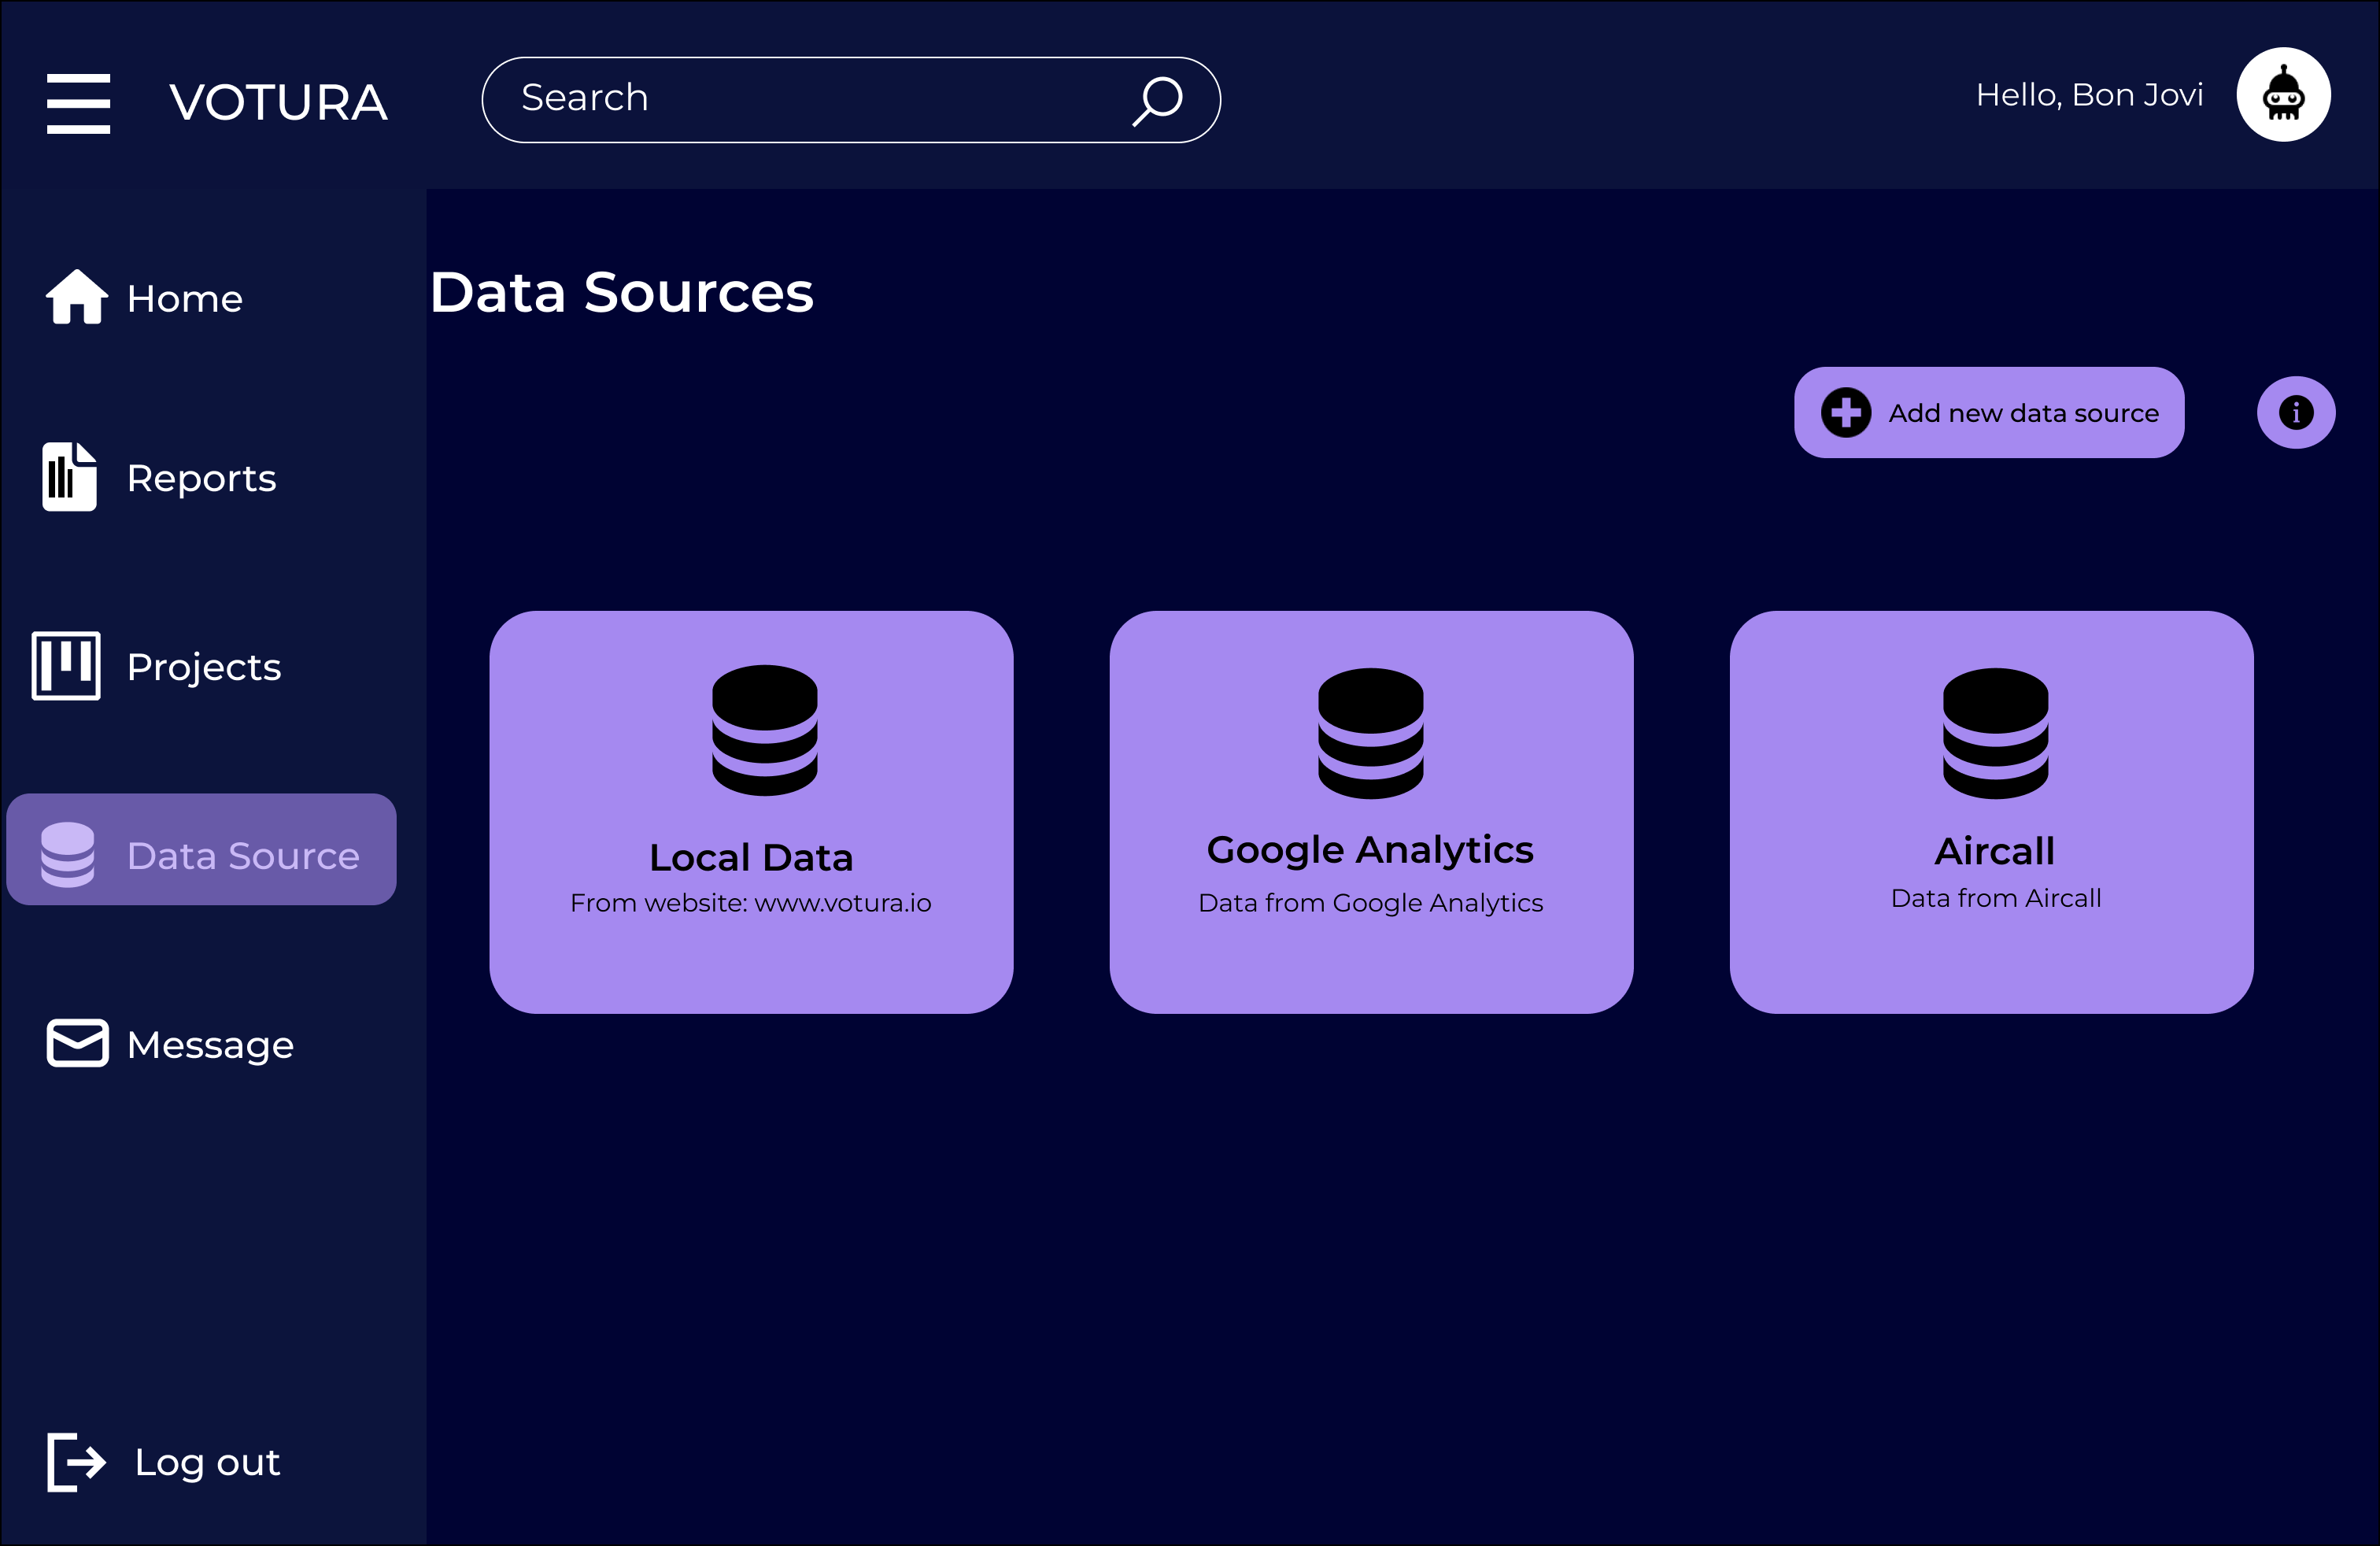 VOTURA
Search
Hello, Bon Jovi
Home
Reports
Projects
Data Source
Message
Log out
Data Sources
Add new data source
i
Local Data
From website: www.votura.io
Google Analytics
Data from Google Analytics
Aircall
Data from Aircall